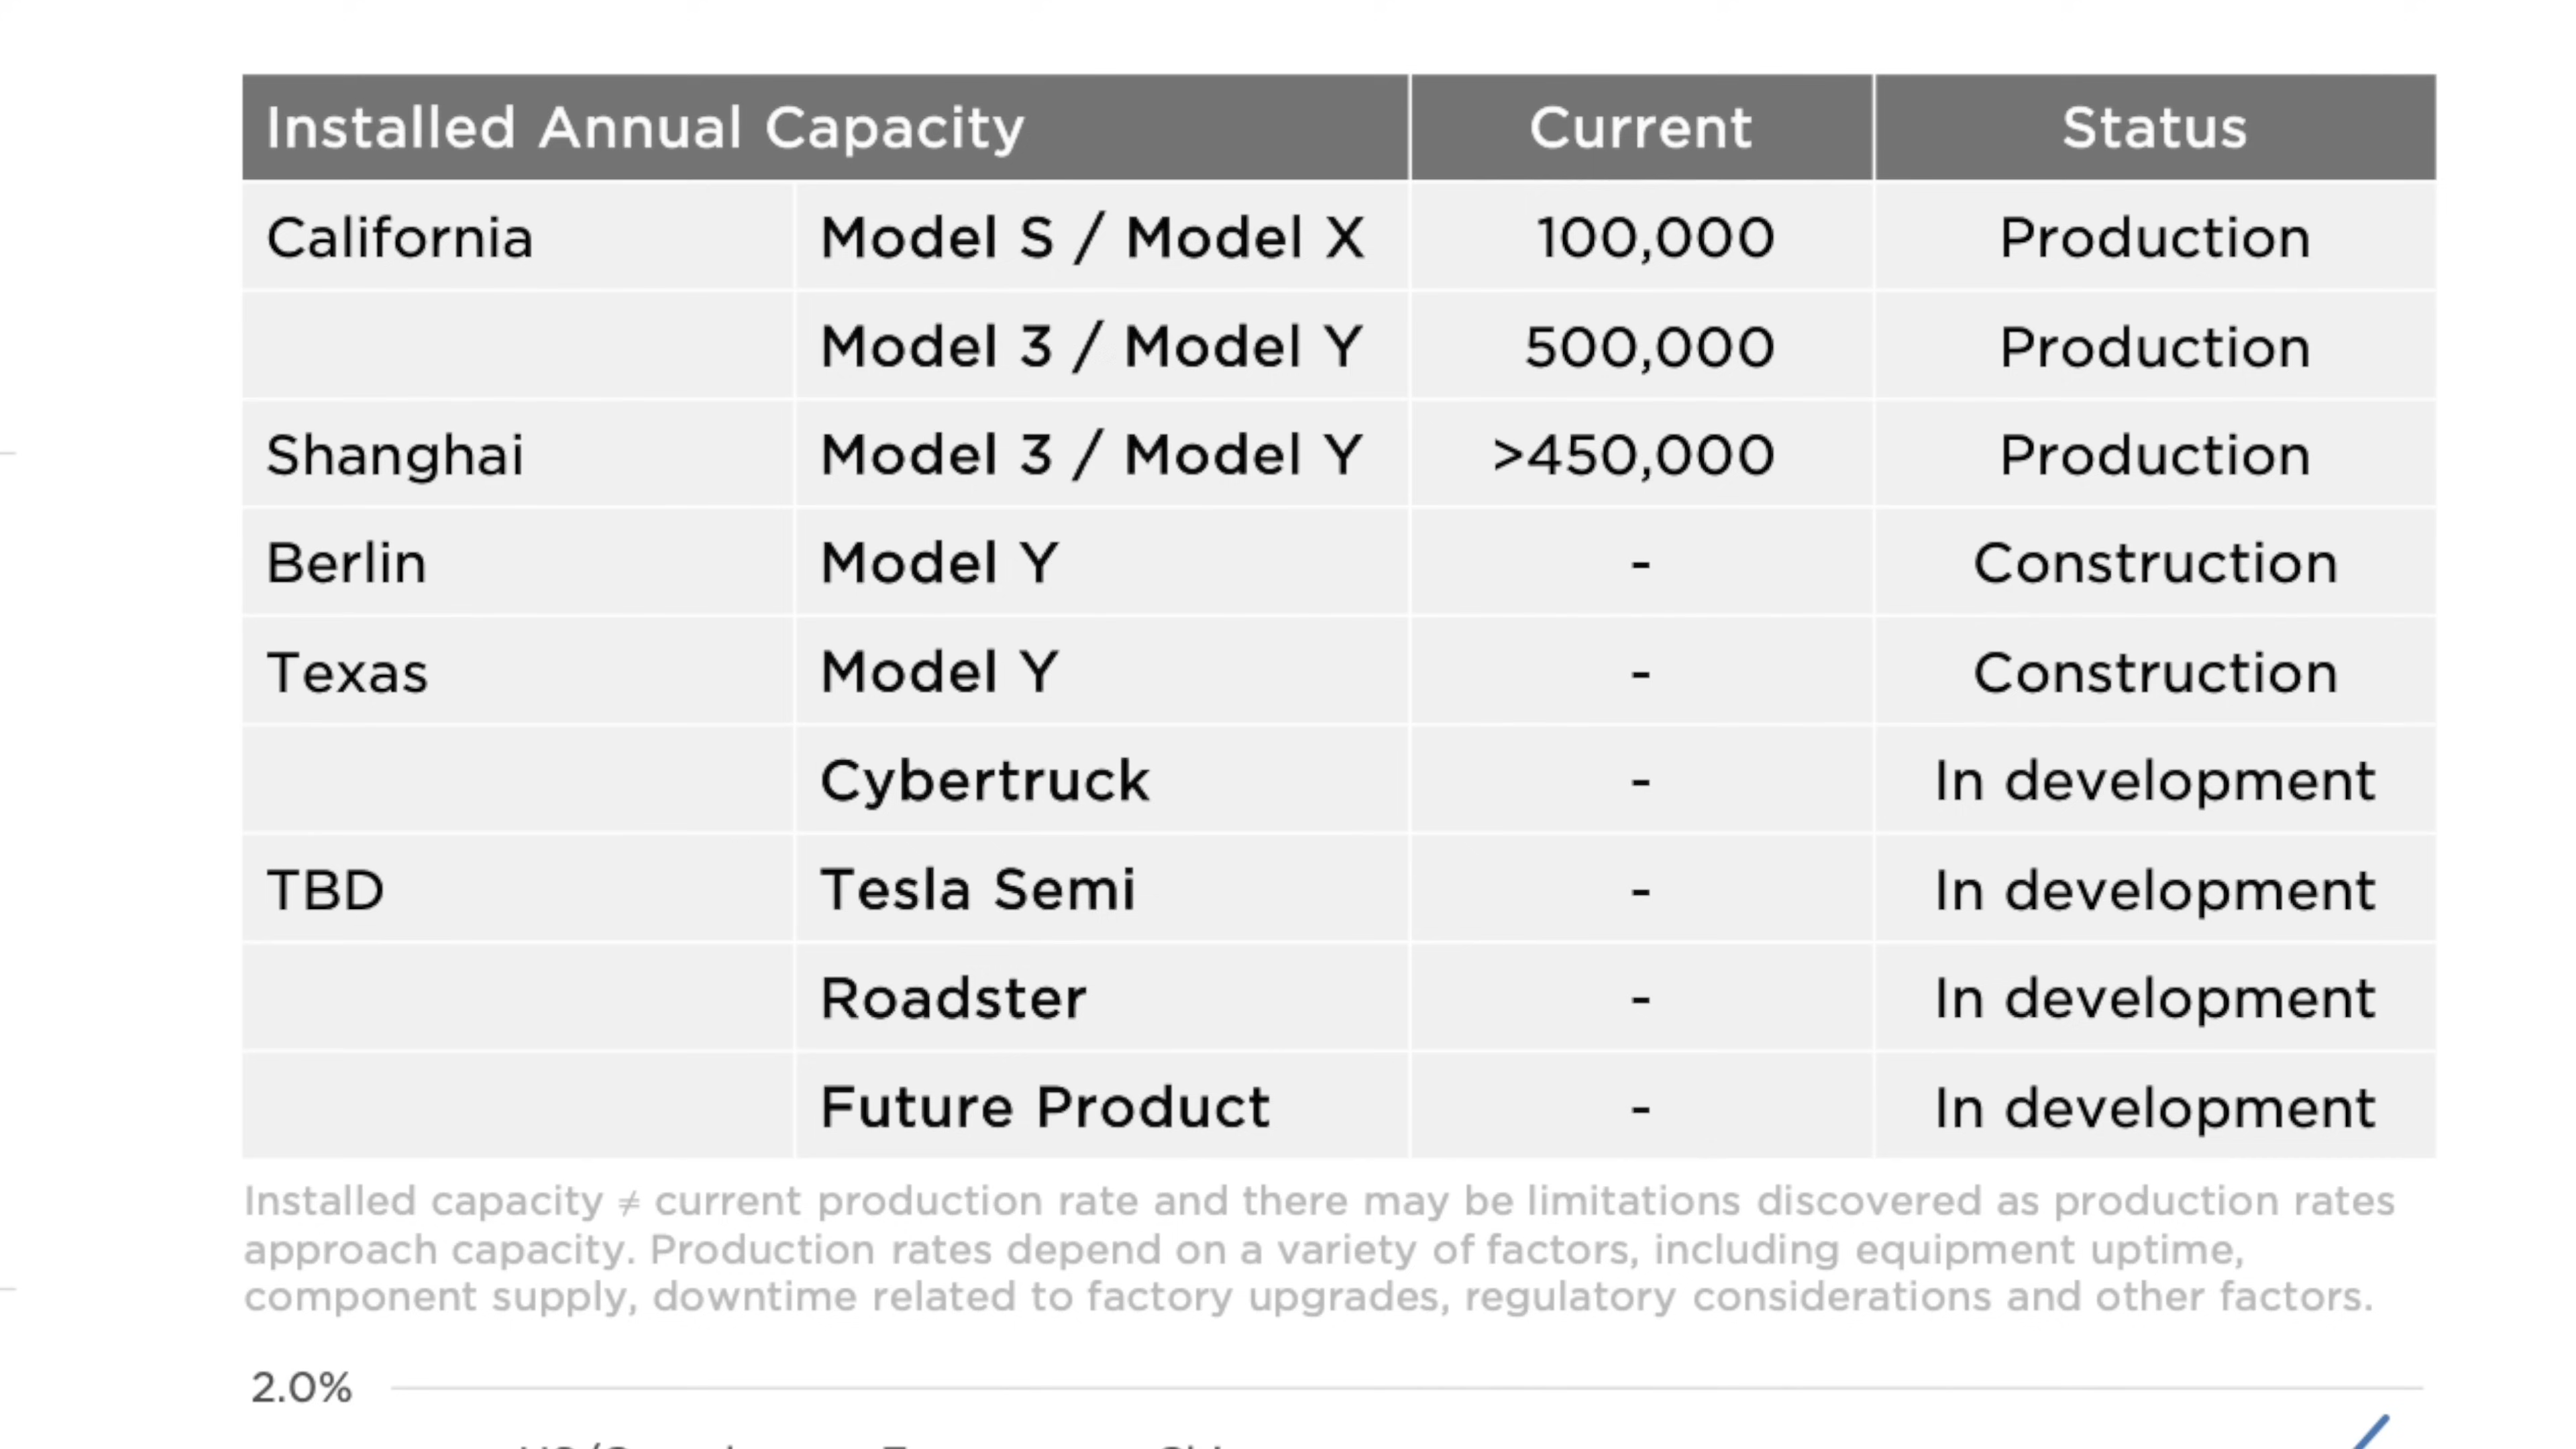 Installed Annual Capacity Current Status
California Model S / Model X 100,000 Production
Model 3 / Model Y 500,000 Production
Shanghai Model 3 / Model Y >450,000 Production
Berlin Model Y - Construction
Texas Model Y - Construction
Cybertruck - In development
TBD Tesla Semi - In development
Roadster - In development
Future Product - In development
Installed capacity ≠ current production rate and there may be limitations discovered as production rates
approach capacity. Production rates depend on a variety of factors, including equipment uptime,
component supply, downtime related to factory upgrades, regulatory considerations and other factors.
2.0%